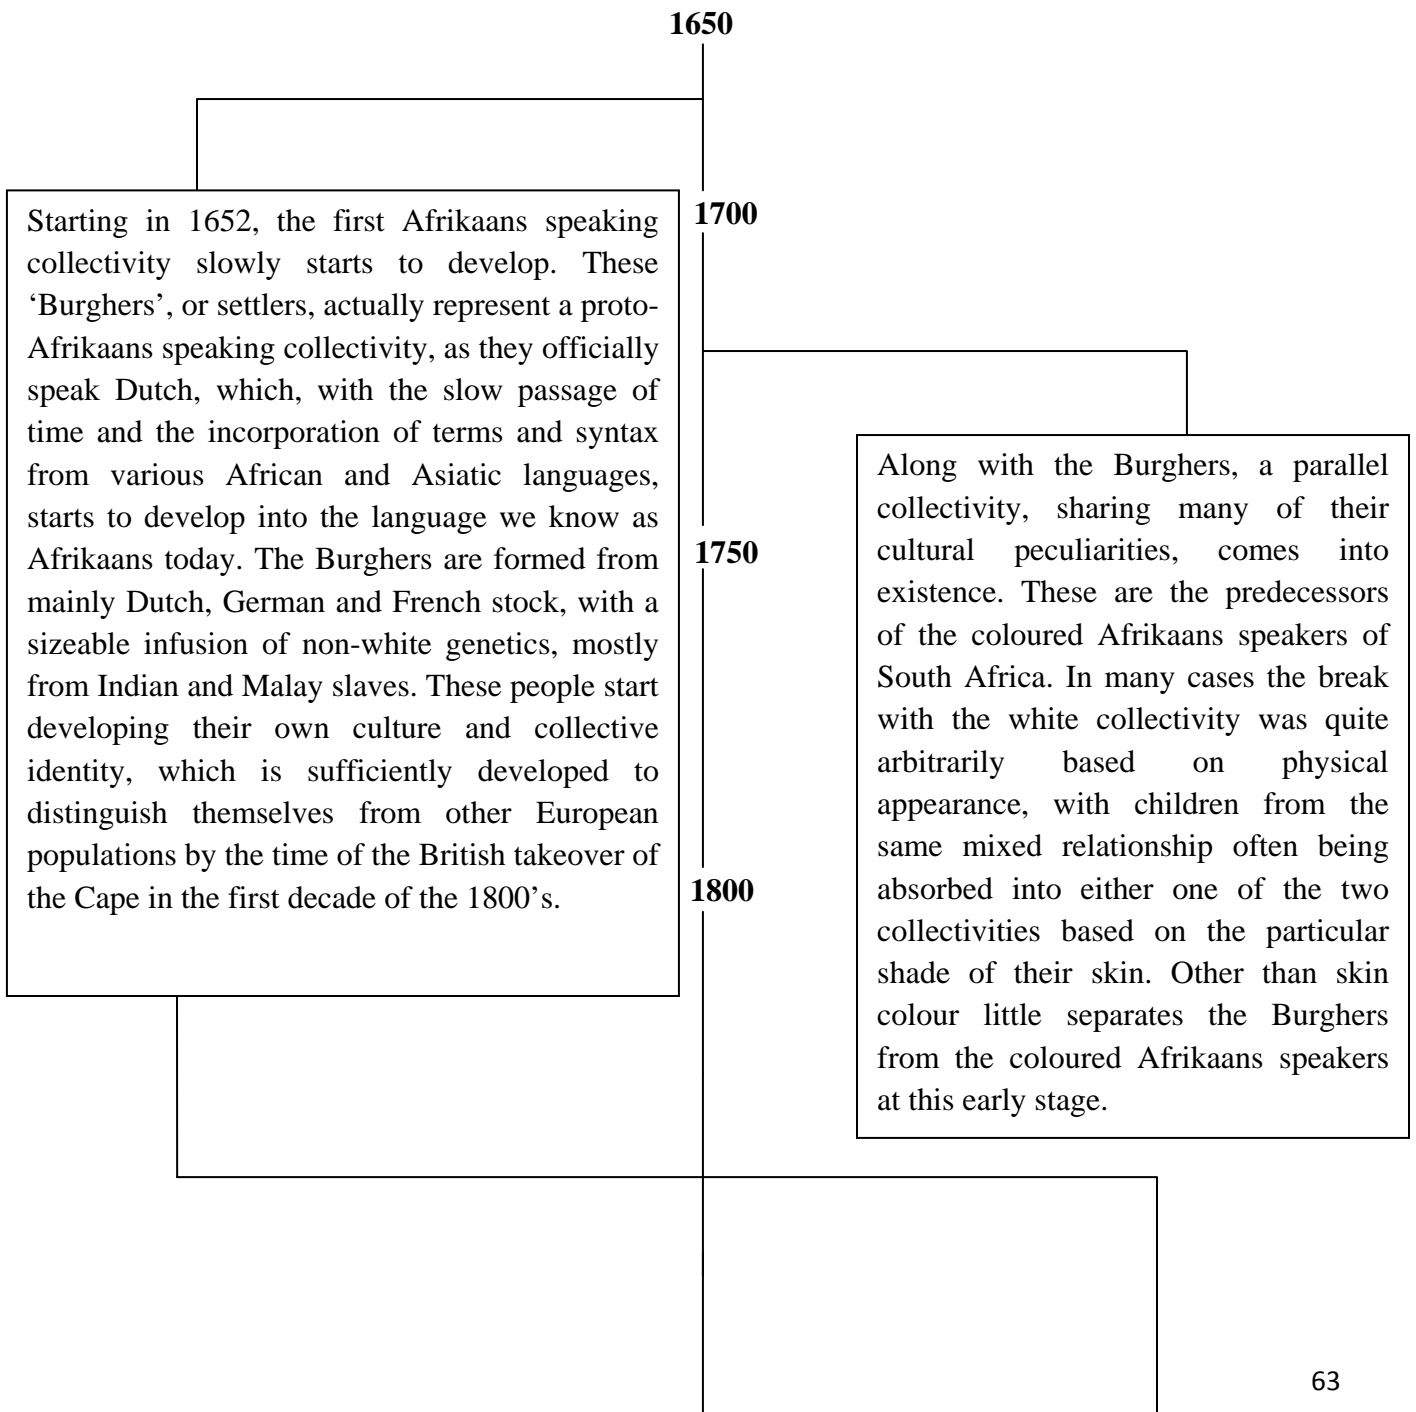 1650
Starting in 1652, the first Afrikaans speaking
collectivity slowly starts to develop. These
‘Burghers’, or settlers, actually represent a proto-
Afrikaans speaking collectivity, as they officially
speak Dutch, which, with the slow passage of
time and the incorporation of terms and syntax
from various African and Asiatic languages,
starts to develop into the language we know as
Afrikaans today. The Burghers are formed from
mainly Dutch, German and French stock, with a
sizeable infusion of non-white genetics, mostly
from Indian and Malay slaves. These people start
developing their own culture and collective
identity, which is sufficiently developed to
distinguish themselves from other European
populations by the time of the British takeover of
the Cape in the first decade of the 1800’s.
1700
1750
1800
Along with the Burghers, a parallel
collectivity, sharing many of their
cultural peculiarities, comes into
existence. These are the predecessors
of the coloured Afrikaans speakers of
South Africa. In many cases the break
with the white collectivity was quite
arbitrarily based on physical
appearance, with children from the
same mixed relationship often being
absorbed into either one of the two
collectivities based on the particular
shade of their skin. Other than skin
colour little separates the Burghers
from the coloured Afrikaans speakers
at this early stage.
63